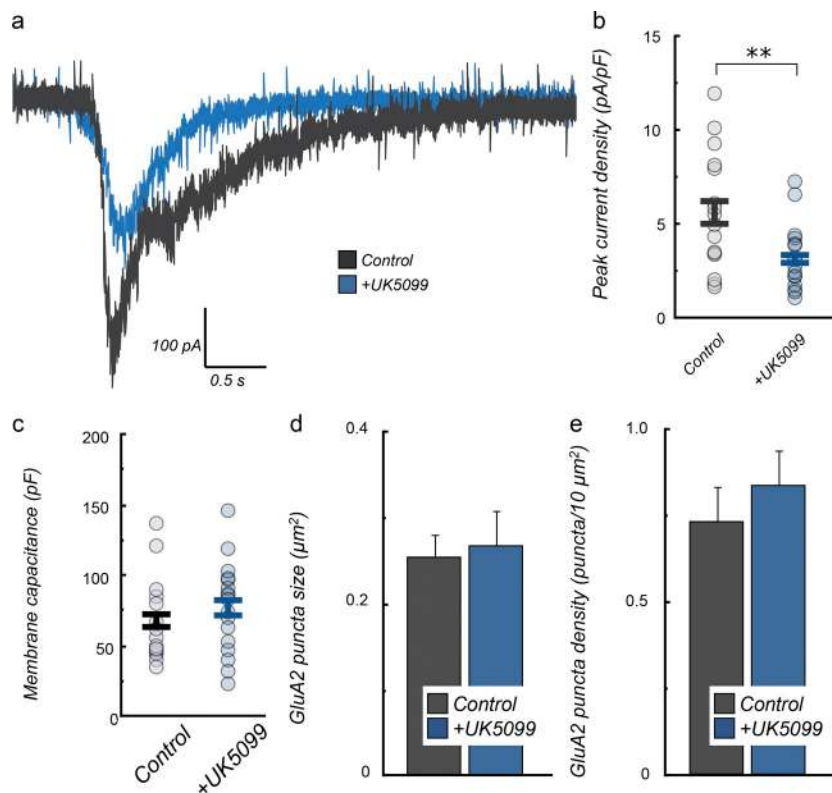 a
Control
+UK5099
100 pA
0.5 s
b
**
Peak current density (pA/pF)
15
10
5
0
Control
+UK5099
c
Membrane capacitance (pF)
200
150
100
50
0
Control
+UK5099
d
GluA2 puncta size (µm²)
0.4
0.2
0
Control
+UK5099
e
GluA2 puncta density (puncta/10 µm²)
1.0
0.5
0
Control
+UK5099